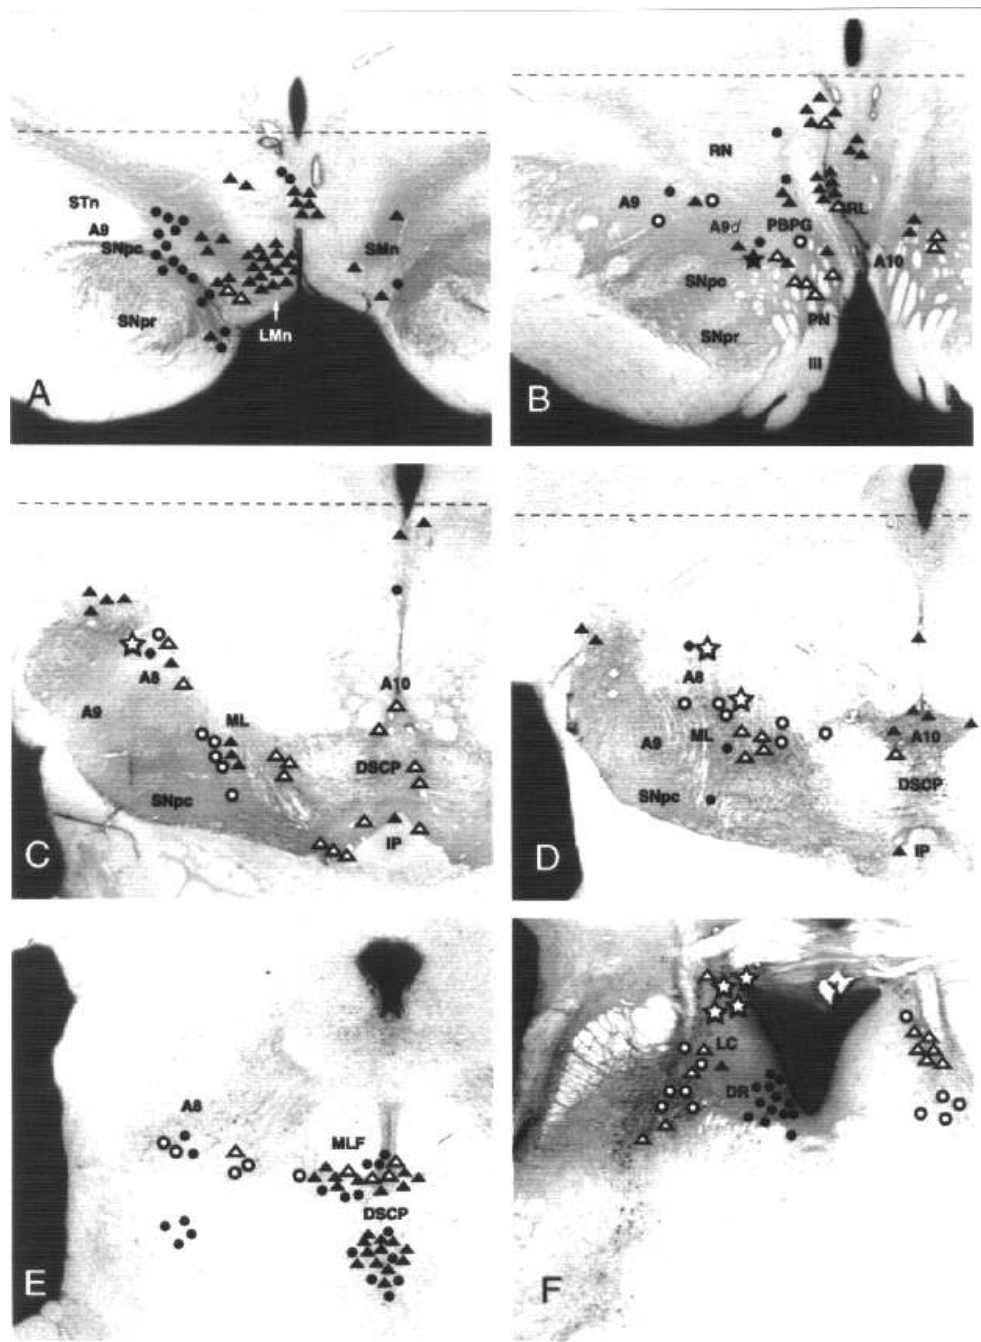 STn
A9
SNpc
SMn
SNpr
LMn
A
RN
A9
A9d
PBPG
RL
SNpc
A10
SNpr
PN
III
B
A8
A9
ML
A10
DSCP
SNpc
IP
C
A8
A9
ML
A10
DSCP
SNpc
IP
D
A8
MLF
DSCP
E
LC
DR
F